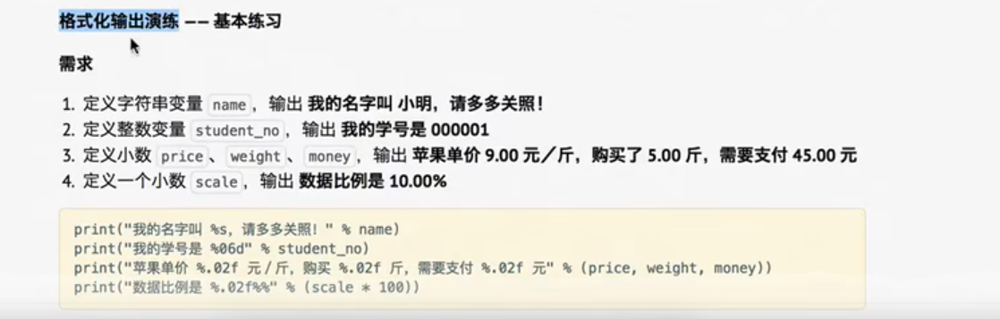 格式化输出演练 —— 基本练习
需求
1. 定义字符串变量 name，输出 我的名字叫 小明，请多多关照！
2. 定义整数变量 student_no，输出 我的学号是 000001
3. 定义小数 price、weight、money，输出 苹果单价 9.00 元／斤，购买了 5.00 斤，需要支付 45.00 元
4. 定义一个小数 scale，输出 数据比例是 10.00%
print("我的名字叫 %s，请多多关照！" % name)
print("我的学号是 %06d" % student_no)
print("苹果单价 %.02f 元／斤，购买 %.02f 斤，需要支付 %.02f 元" % (price, weight, money))
print("数据比例是 %.02f%%" % (scale * 100))